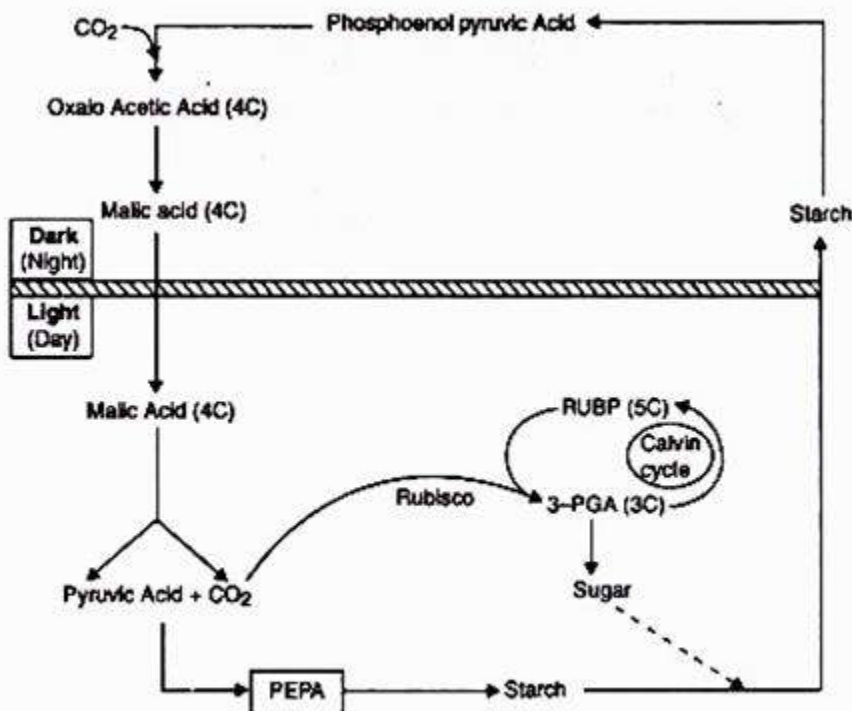 CO₂
Phosphoenol pyruvic Acid
Oxalo Acetic Acid (4C)
Malic acid (4C)
Starch
Dark
(Night)
Light
(Day)
Malic Acid (4C)
RUBP (5C)
Calvin
cycle
Rubisco
3–PGA (3C)
Pyruvic Acid + CO₂
Sugar
PEPA
Starch